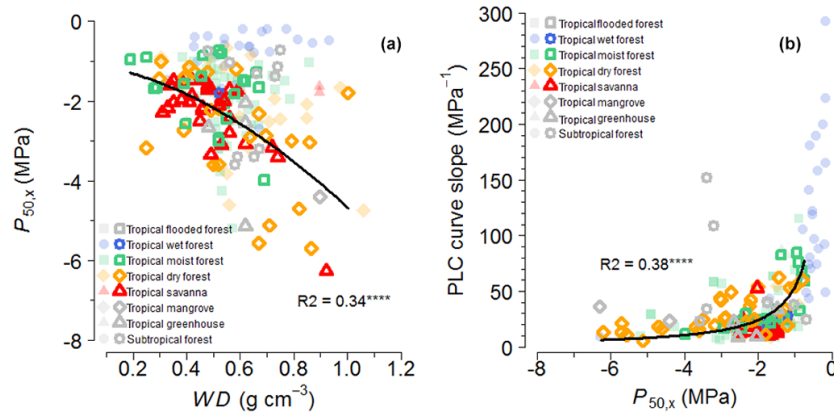 (a)
0
-2
-4
-6
-8
P50,x (MPa)
Tropical flooded forest
Tropical wet forest
Tropical moist forest
Tropical dry forest
Tropical savanna
Tropical mangrove
Tropical greenhouse
Subtropical forest
R2 = 0.34****
0.2 0.4 0.6 0.8 1.0 1.2
WD (g cm⁻³)
(b)
300
250
200
150
100
50
0
PLC curve slope (MPa⁻¹)
Tropical flooded forest
Tropical wet forest
Tropical moist forest
Tropical dry forest
Tropical savanna
Tropical mangrove
Tropical greenhouse
Subtropical forest
R2 = 0.38****
-8 -6 -4 -2 0
P50,x (MPa)